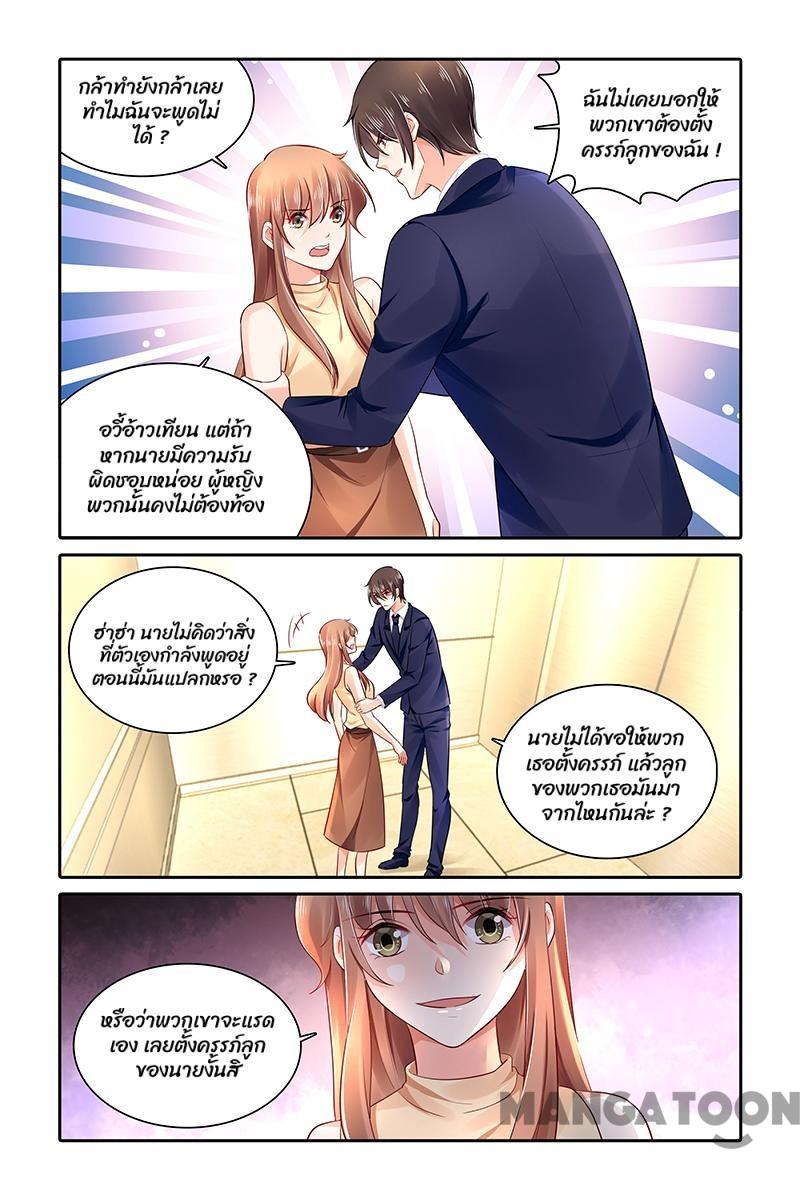 กล้าทำยังกล้าเลย
ทำไมฉันจะพูดไม่
ได้ ?
ฉันไม่เคยบอกให้
พวกเขาต้องตั้ง
ครรภ์ลูกของฉัน !
อวี้อ้าวเทียน แต่ถ้า
หากนายมีความรับ
ผิดชอบหน่อย ผู้หญิง
พวกนั้นคงไม่ต้องท้อง
ฮ่าฮ่า นายไม่คิดว่าสิ่ง
ที่ตัวเองกำลังพูดอยู่
ตอนนี้มันแปลกหรอ ?
นายไม่ได้ขอให้พวก
เธอตั้งครรภ์ แล้วลูก
ของพวกเธอมันมา
จากไหนกันล่ะ ?
หรือว่าพวกเขาจะแรด
เอง เลยตั้งครรภ์ลูก
ของนายงั้นสิ
MANGATOON